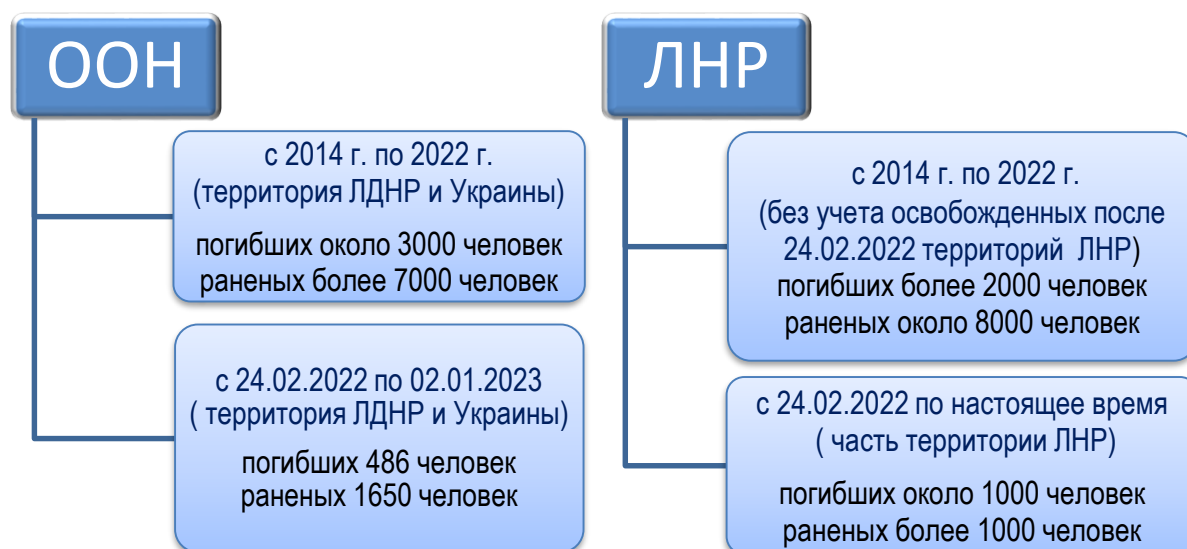 ООН
с 2014 г. по 2022 г.
(территория ЛДНР и Украины)
погибших около 3000 человек
раненых более 7000 человек
с 24.02.2022 по 02.01.2023
( территория ЛДНР и Украины)
погибших 486 человек
раненых 1650 человек
ЛНР
с 2014 г. по 2022 г.
(без учета освобожденных после
24.02.2022 территорий ЛНР)
погибших более 2000 человек
раненых около 8000 человек
с 24.02.2022 по настоящее время
( часть территории ЛНР)
погибших около 1000 человек
раненых более 1000 человек